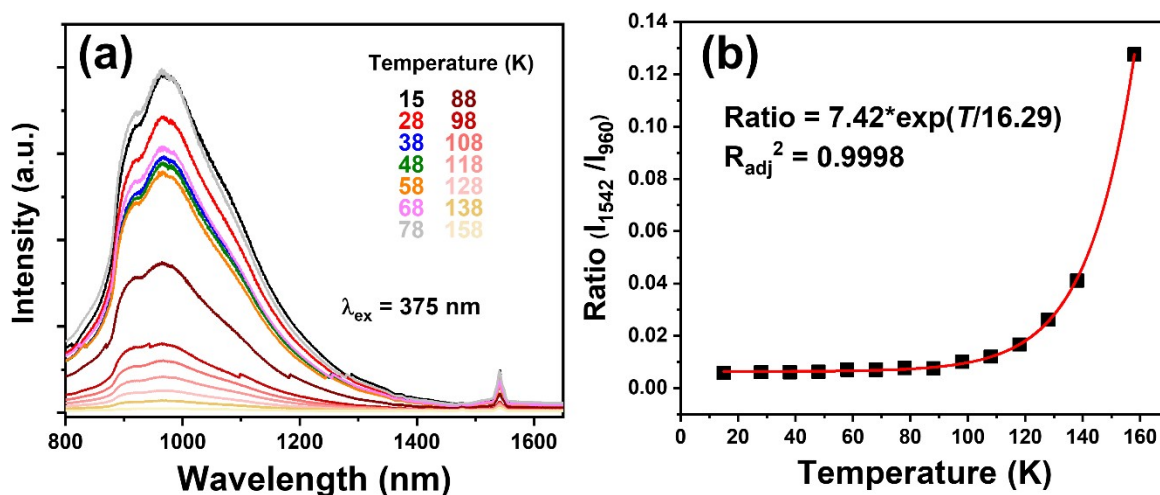 (a)
Temperature (K)
15 88
28 98
38 108
48 118
58 128
68 138
78 158
λex = 375 nm
Intensity (a.u.)
800 1000 1200 1400 1600
Wavelength (nm)
(b)
Ratio = 7.42*exp(T/16.29)
Radj² = 0.9998
Ratio (I1542 /I960)
0.14
0.12
0.10
0.08
0.06
0.04
0.02
0.00
0 20 40 60 80 100 120 140 160
Temperature (K)